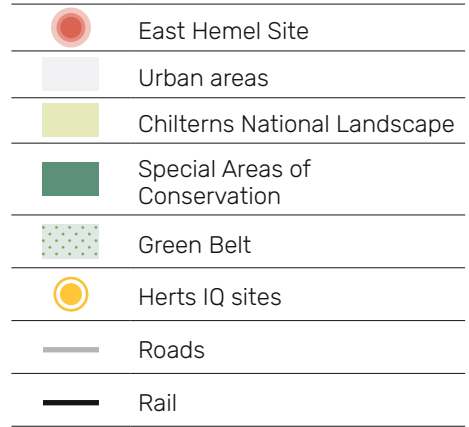 East Hemel Site
Urban areas
Chilterns National Landscape
Special Areas of
Conservation
Green Belt
Herts IQ sites
Roads
Rail